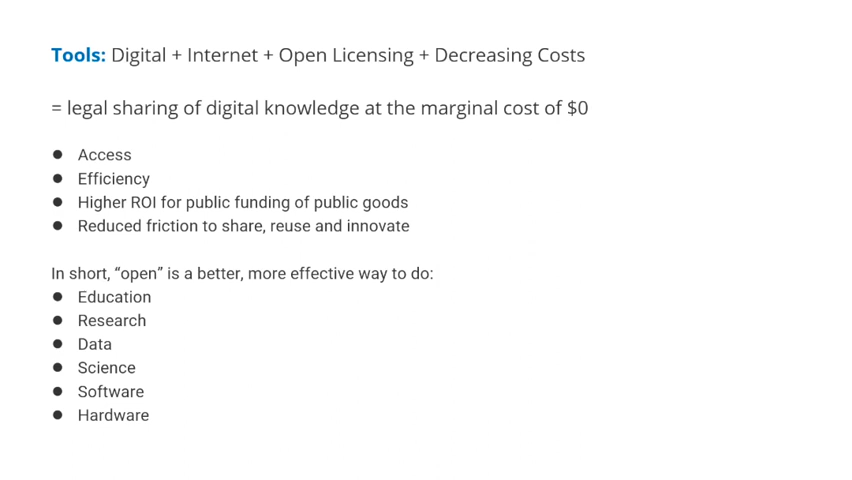 Tools: Digital + Internet + Open Licensing + Decreasing Costs
= legal sharing of digital knowledge at the marginal cost of $0
● Access
● Efficiency
● Higher ROI for public funding of public goods
● Reduced friction to share, reuse and innovate
In short, “open” is a better, more effective way to do:
● Education
● Research
● Data
● Science
● Software
● Hardware